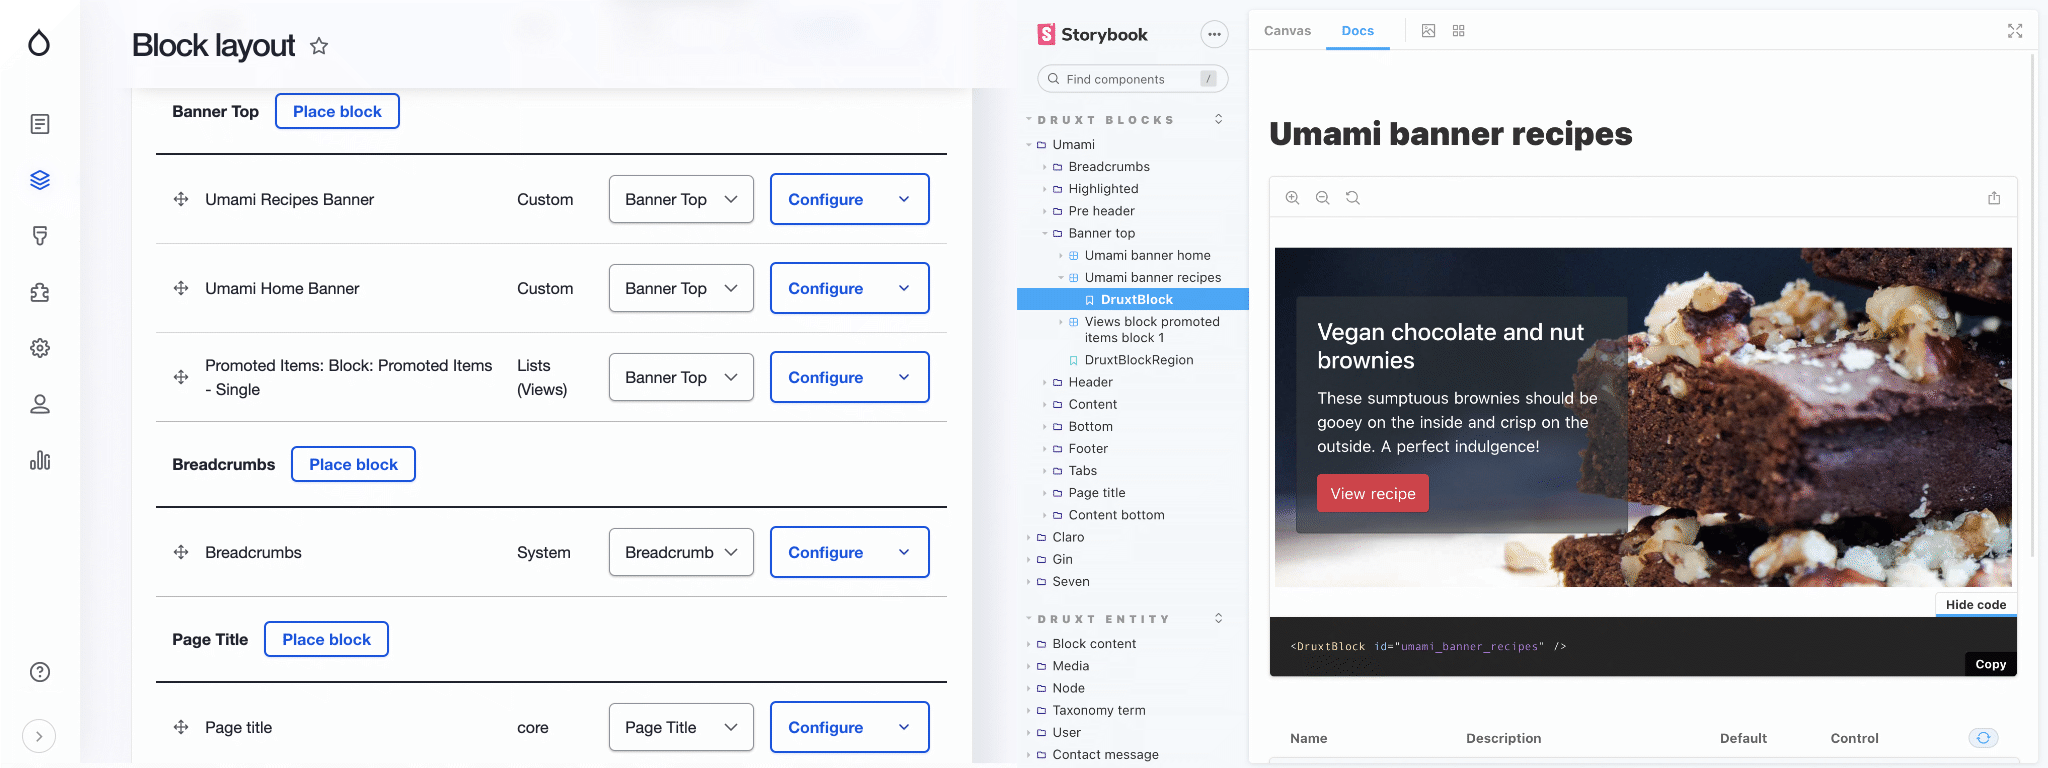 Block layout
Banner Top
Place block
Umami Recipes Banner
Custom
Banner Top
Configure
Umami Home Banner
Custom
Banner Top
Configure
Promoted Items: Block: Promoted Items
- Single
Lists
(Views)
Banner Top
Configure
Breadcrumbs
Place block
Breadcrumbs
System
Breadcrumb
Configure
Page Title
Place block
Page title
core
Page Title
Configure
S
Storybook
Find components
/
DRUXT BLOCKS
Umami
Breadcrumbs
Highlighted
Pre header
Banner top
Umami banner home
Umami banner recipes
DruxtBlock
Views block promoted
items block 1
DruxtBlockRegion
Header
Content
Bottom
Footer
Tabs
Page title
Content bottom
Claro
Gin
Seven
DRUXT ENTITY
Block content
Media
Node
Taxonomy term
User
Contact message
Canvas
Docs
Umami banner recipes
Vegan chocolate and nut
brownies
These sumptuous brownies should be
gooey on the inside and crisp on the
outside. A perfect indulgence!
View recipe
Hide code
<DruxtBlock id="umami_banner_recipes" />
Copy
Name
Description
Default
Control